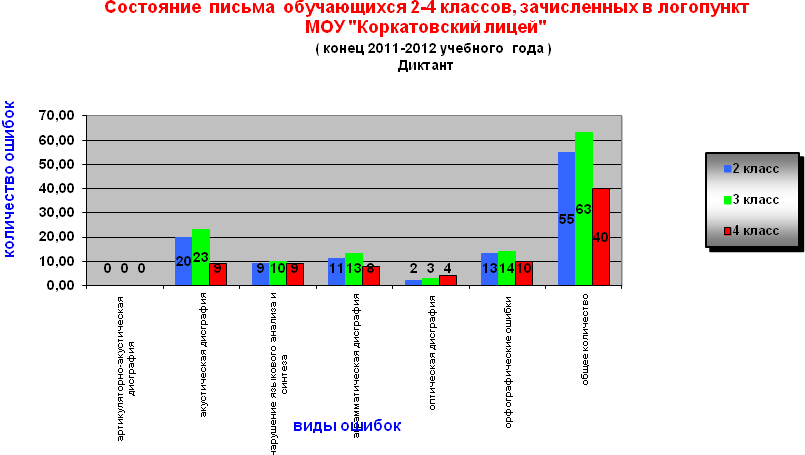 Состояние письма обучающихся 2-4 классов, зачисленных в логопункт
МОУ "Коркатовский лицей"
( конец 2011-2012 учебного года )
Диктант
количество ошибок
70,00
60,00
50,00
40,00
30,00
20,00
10,00
0,00
0 0 0
20 23 9
9 10 9
11 13 8
2 3 4
13 14 10
55 63 40
артикуляторно-акустическая
дисграфия
акустическая дисграфия
нарушение языкового анализа и
синтеза
аграмматическая дисграфия
оптическая дисграфия
орфографические ошибки
общее количество
виды ошибок
2 класс
3 класс
4 класс